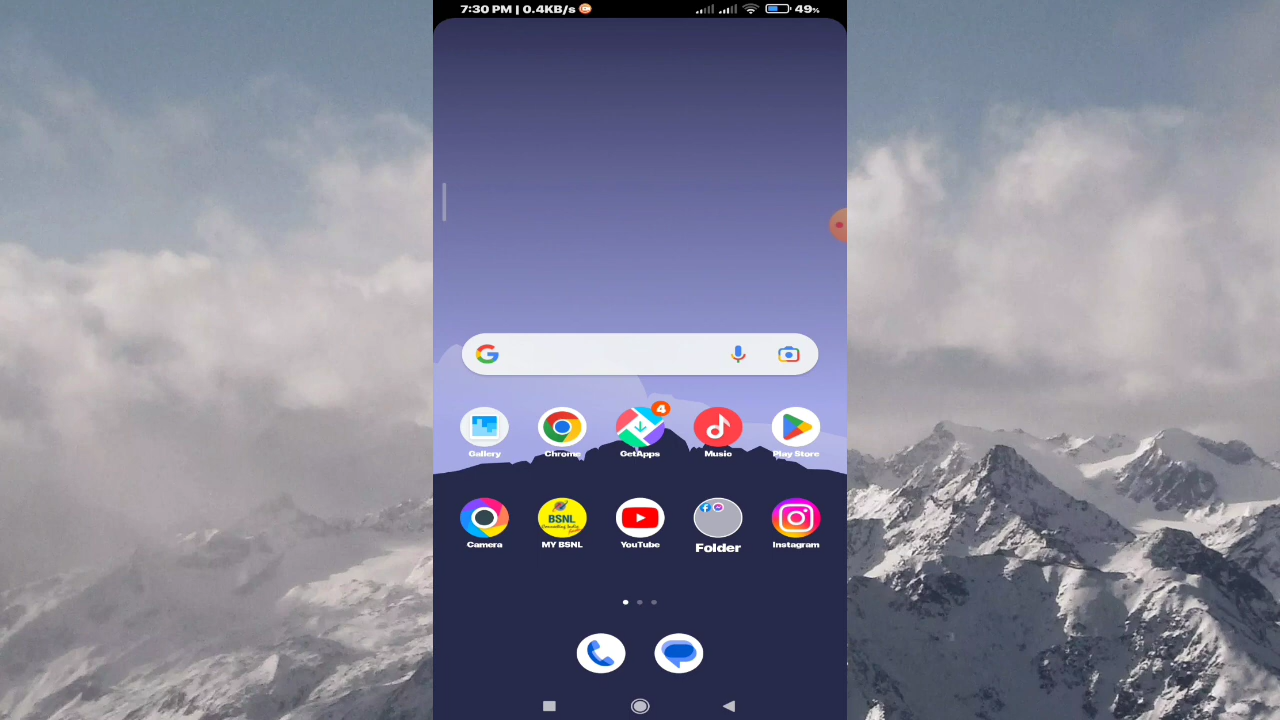 7:30 PM | 0.4KB/s
49%
4
Gallery
Chrome
GetApps
Music
Play Store
BSNL
Camera
MY BSNL
YouTube
Folder
Instagram